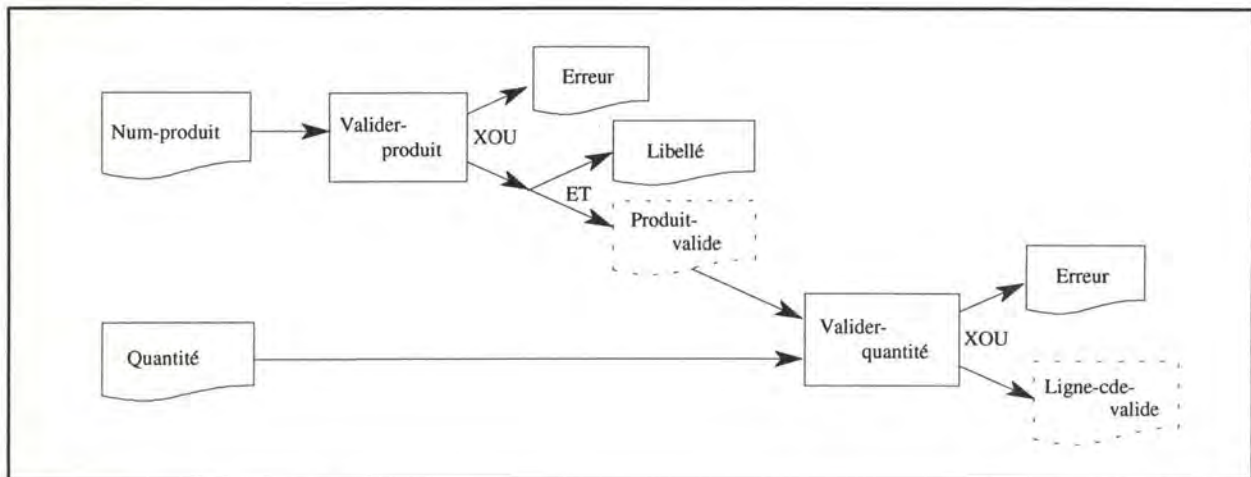 Erreur
Num-produit
Valider-
produit
XOU
Libellé
ET
Produit-
valide
Erreur
Quantité
Valider-
quantité
XOU
Ligne-cde-
valide